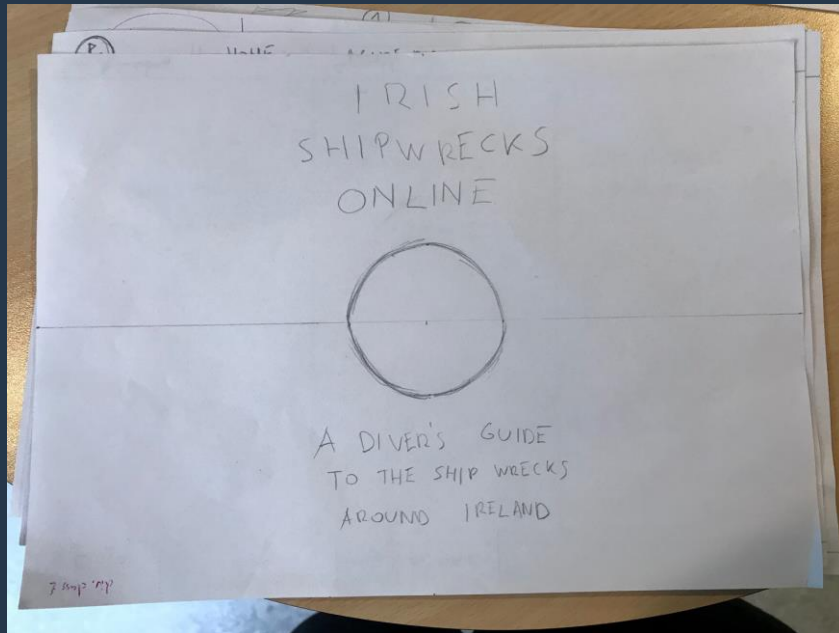 IRISH
SHIPWRECKS
ONLINE
A DIVER'S GUIDE
TO THE SHIP WRECKS
AROUND IRELAND